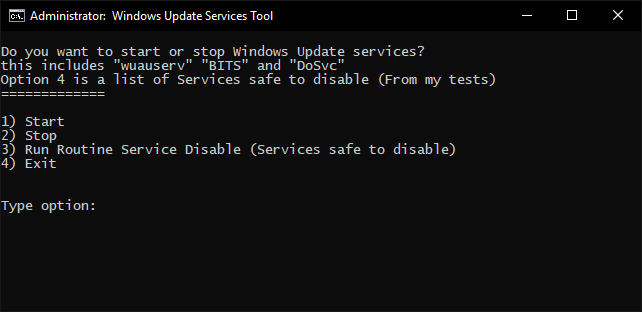 Administrator: Windows Update Services Tool
Do you want to start or stop Windows Update services?
this includes "wuauserv" "BITS" and "DoSvc"
Option 4 is a list of Services safe to disable (From my tests)
=============
1) Start
2) Stop
3) Run Routine Service Disable (Services safe to disable)
4) Exit
Type option: